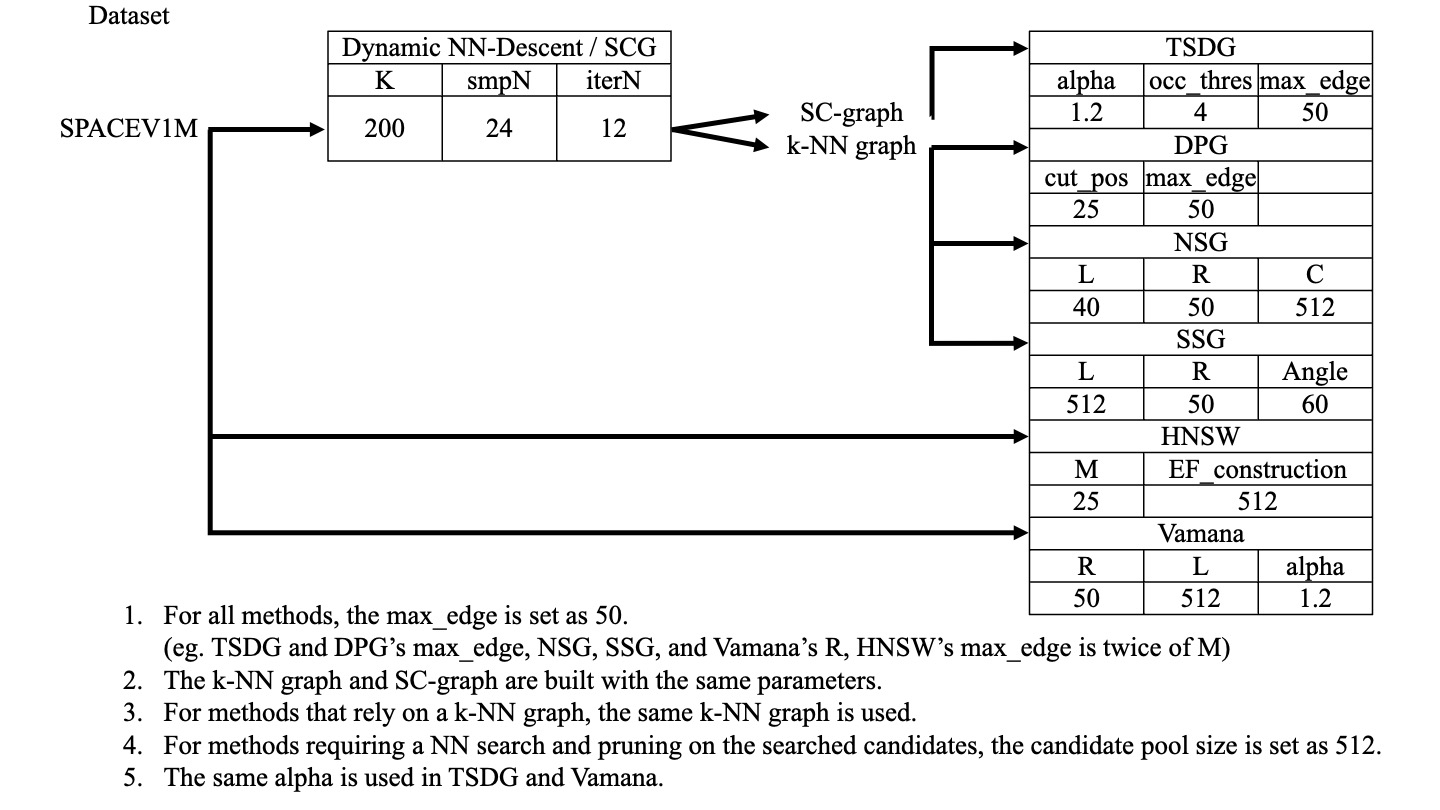 Dataset
Dynamic NN-Descent / SCG
K smpN iterN
SPACEV1M
200 24 12
SC-graph
k-NN graph
TSDG
alpha occ_thres max_edge
1.2 4 50
DPG
cut_pos max_edge
25 50
NSG
L R C
40 50 512
SSG
L R Angle
512 50 60
HNSW
M EF_construction
25 512
Vamana
R L alpha
50 512 1.2
1. For all methods, the max_edge is set as 50.
(eg. TSDG and DPG’s max_edge, NSG, SSG, and Vamana’s R, HNSW’s max_edge is twice of M)
2. The k-NN graph and SC-graph are built with the same parameters.
3. For methods that rely on a k-NN graph, the same k-NN graph is used.
4. For methods requiring a NN search and pruning on the searched candidates, the candidate pool size is set as 512.
5. The same alpha is used in TSDG and Vamana.